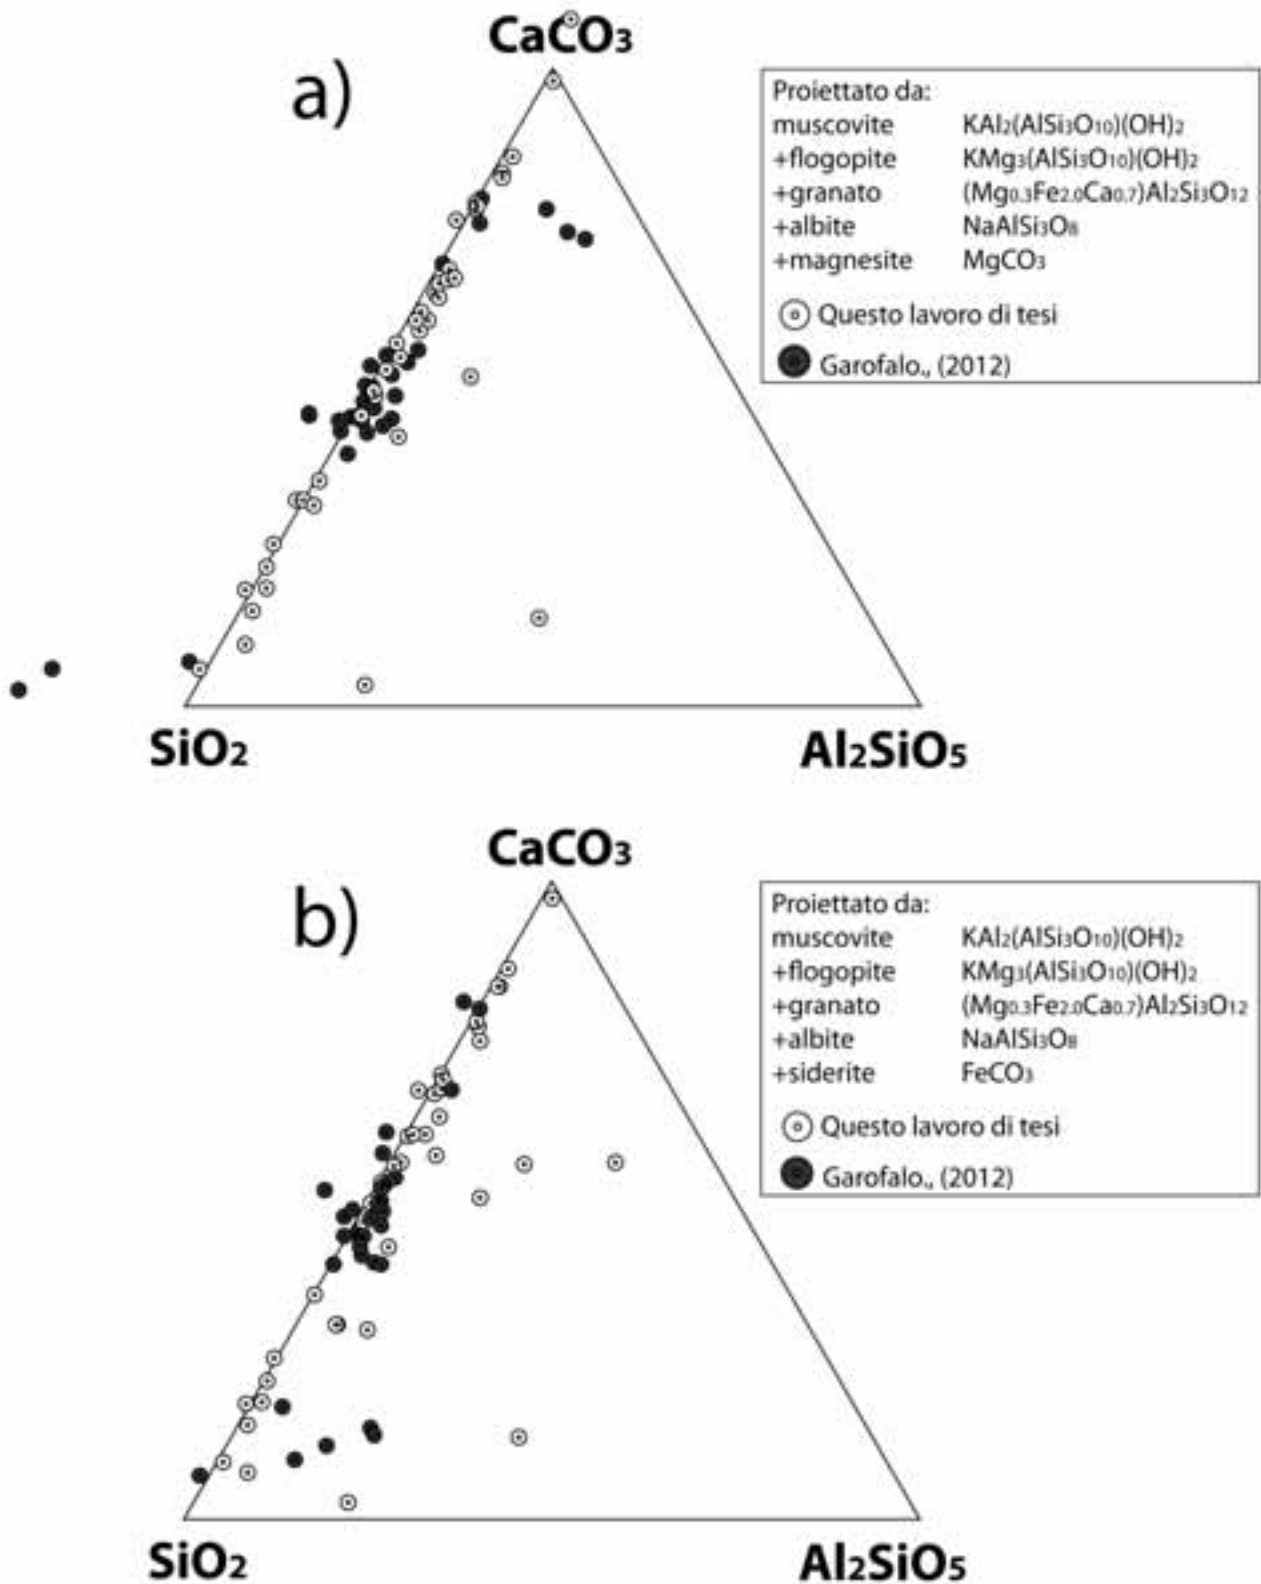 CaCO3
a)
Proiettato da:
muscovite KAl2(AlSi3O10)(OH)2
+flogopite KMg3(AlSi3O10)(OH)2
+granato (Mg0.3Fe2.0Ca0.7)Al2Si3O12
+albite NaAlSi3O8
+magnesite MgCO3
Questo lavoro di tesi
Garofalo., (2012)
SiO2
Al2SiO5
CaCO3
b)
Proiettato da:
muscovite KAl2(AlSi3O10)(OH)2
+flogopite KMg3(AlSi3O10)(OH)2
+granato (Mg0.3Fe2.0Ca0.7)Al2Si3O12
+albite NaAlSi3O8
+siderite FeCO3
Questo lavoro di tesi
Garofalo., (2012)
SiO2
Al2SiO5